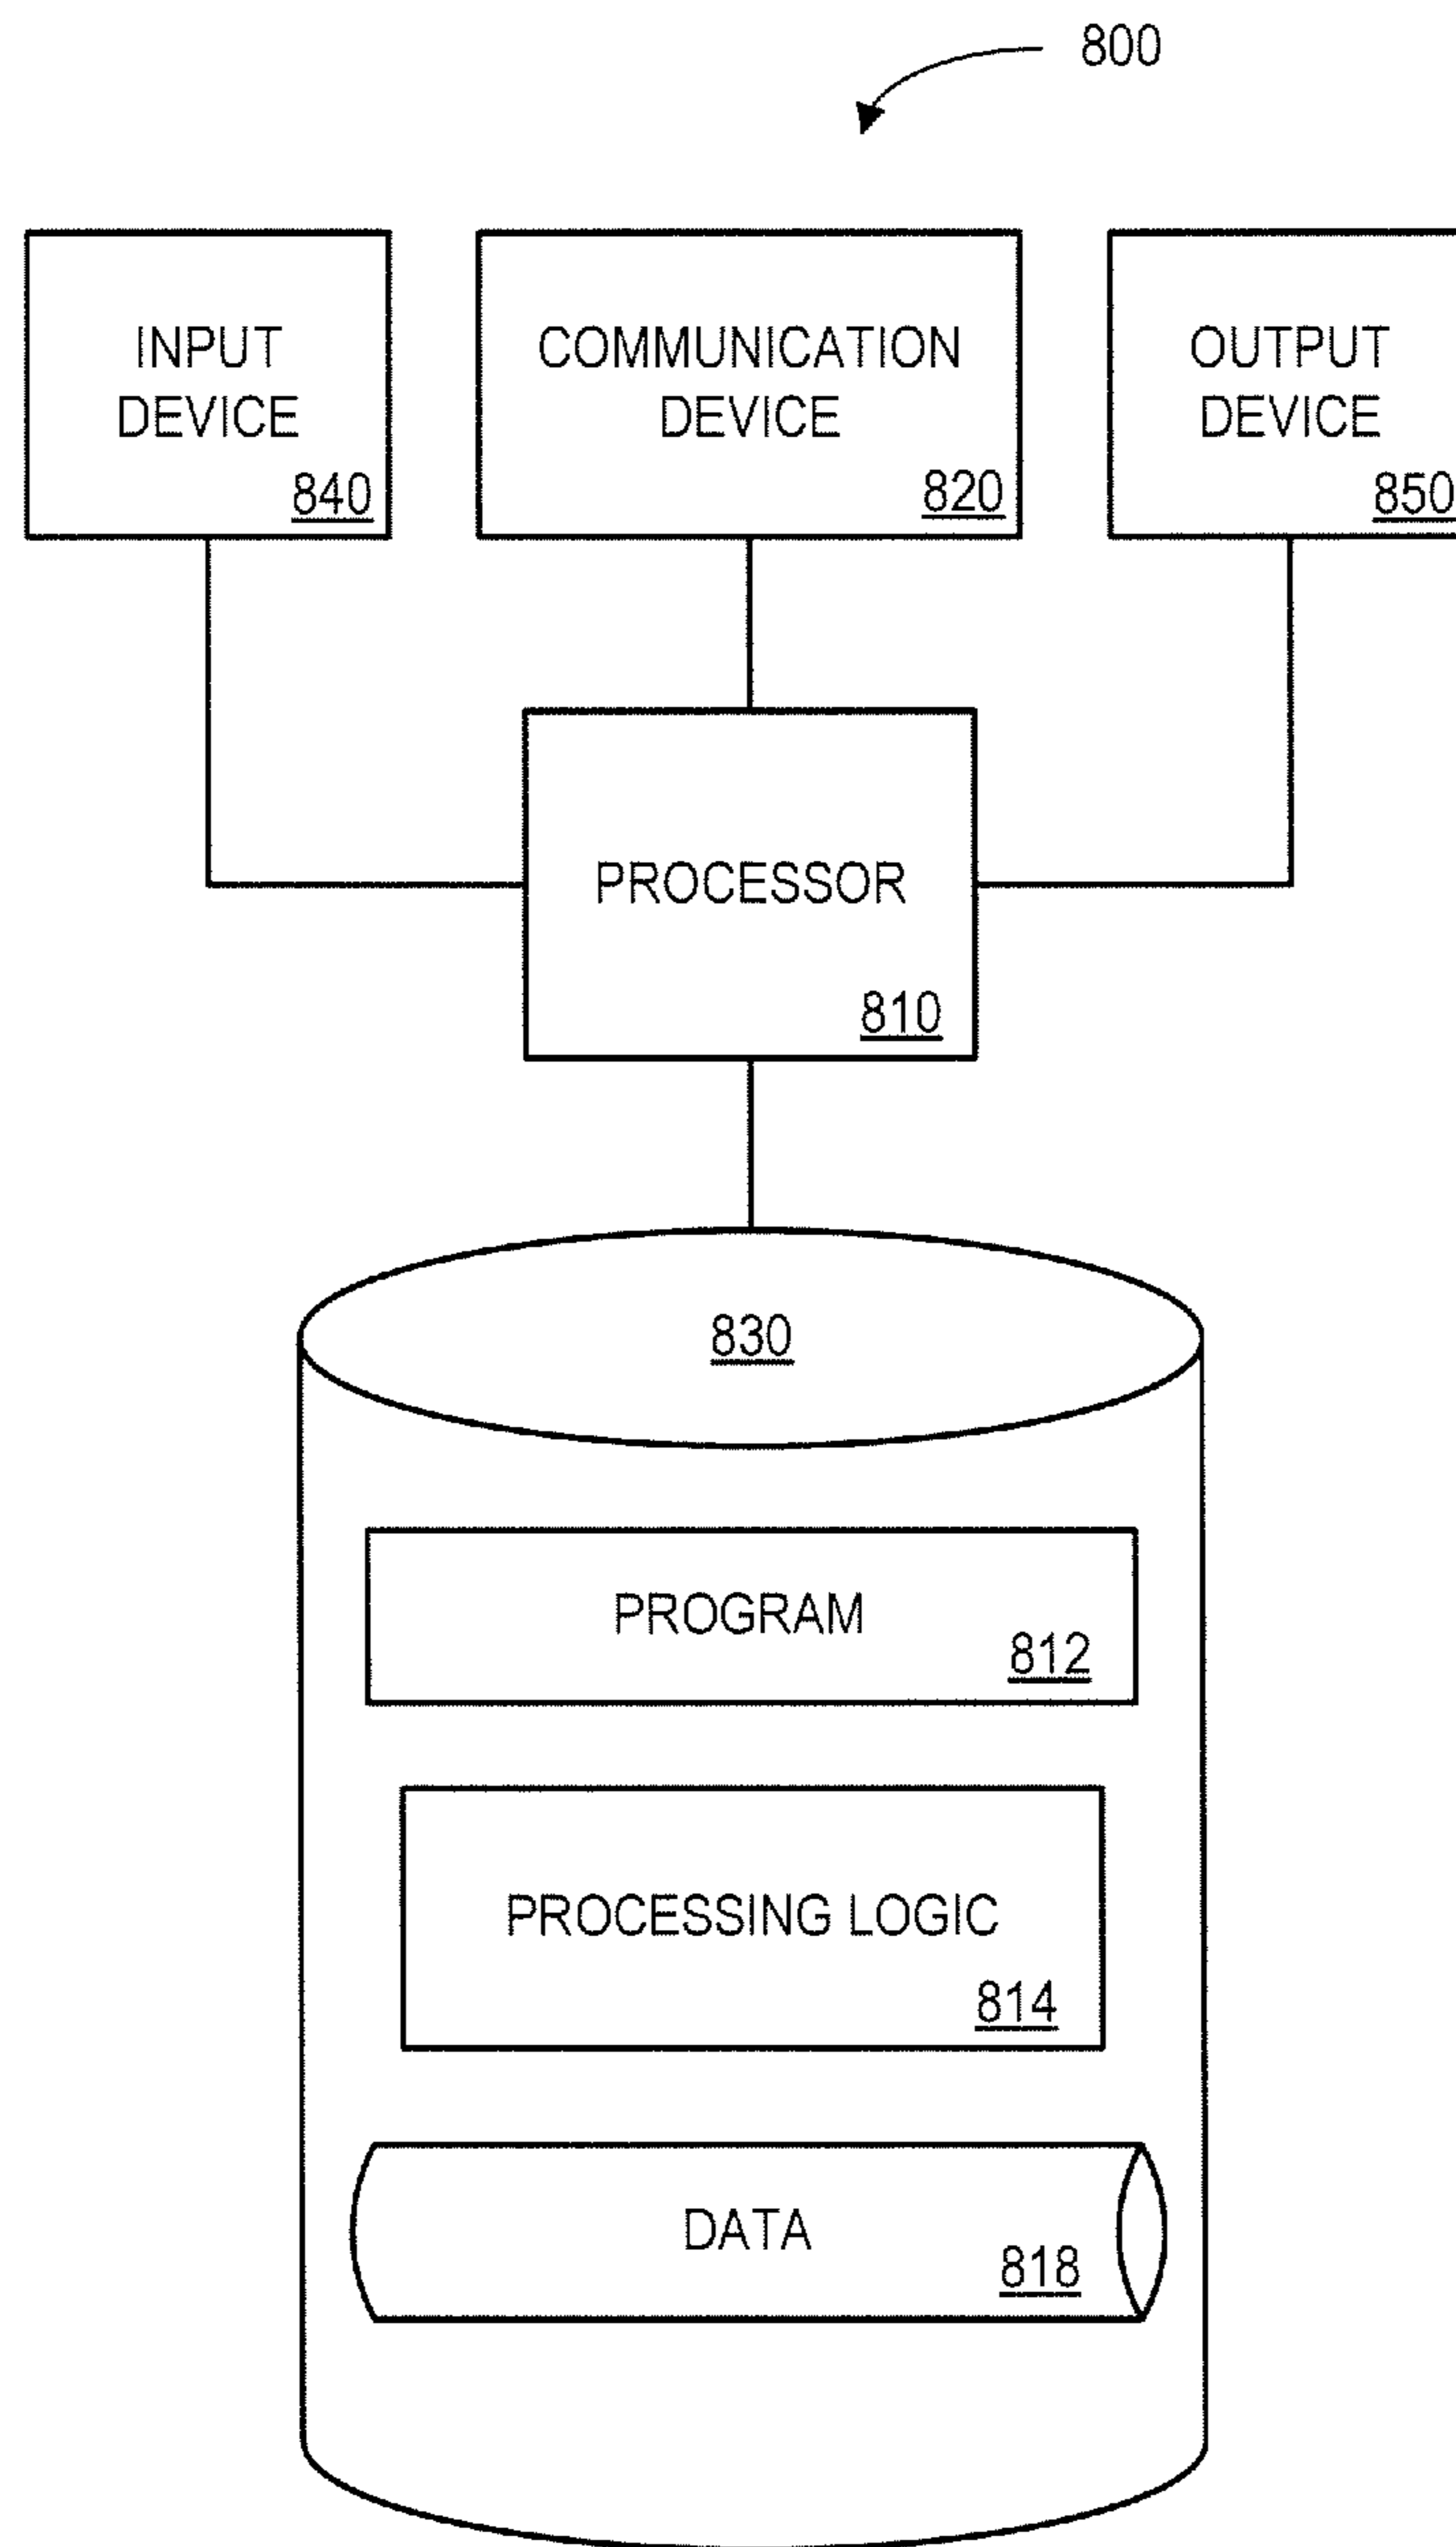 800
INPUT
DEVICE
840
COMMUNICATION
DEVICE
820
OUTPUT
DEVICE
850
PROCESSOR
810
830
PROGRAM
812
PROCESSING LOGIC
814
DATA
818